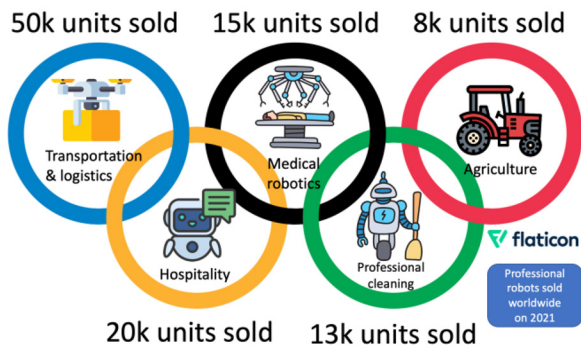 50k units sold
15k units sold
8k units sold
Transportation
& logistics
Medical
robotics
Agriculture
Hospitality
Professional
cleaning
flaticon
Professional
robots sold
worldwide
on 2021
20k units sold
13k units sold